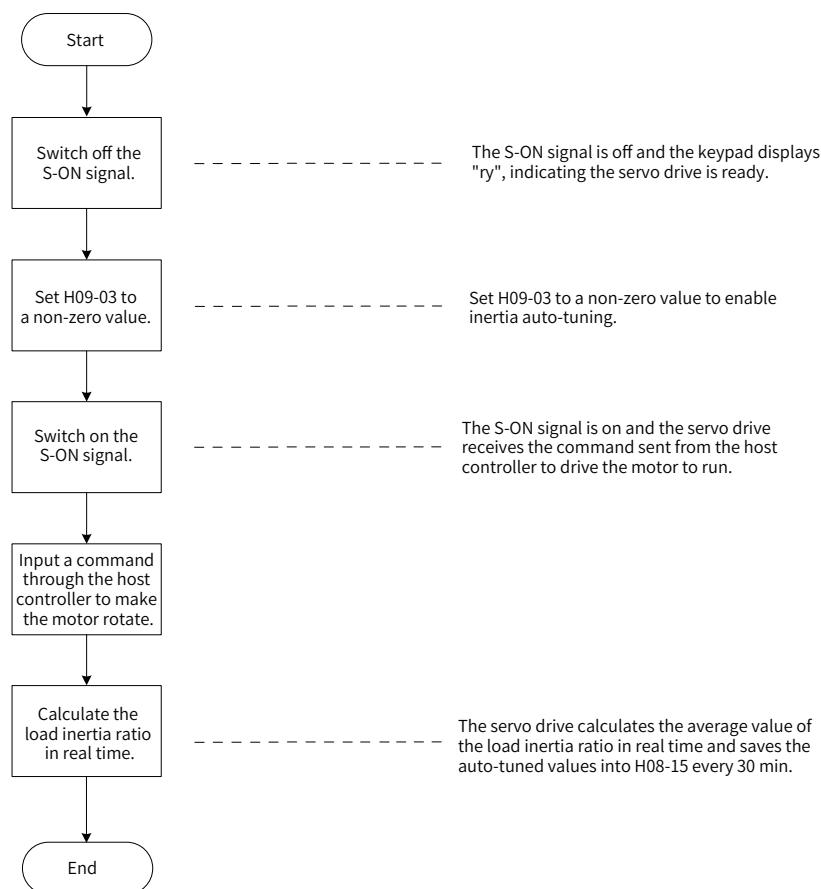 Start
Switch off the
S-ON signal.
The S-ON signal is off and the keypad displays
"ry", indicating the servo drive is ready.
Set H09-03 to
a non-zero value.
Set H09-03 to a non-zero value to enable
inertia auto-tuning.
Switch on the
S-ON signal.
The S-ON signal is on and the servo drive
receives the command sent from the host
controller to drive the motor to run.
Input a command
through the host
controller to make
the motor rotate.
Calculate the
load inertia ratio
in real time.
The servo drive calculates the average value of
the load inertia ratio in real time and saves the
auto-tuned values into H08-15 every 30 min.
End